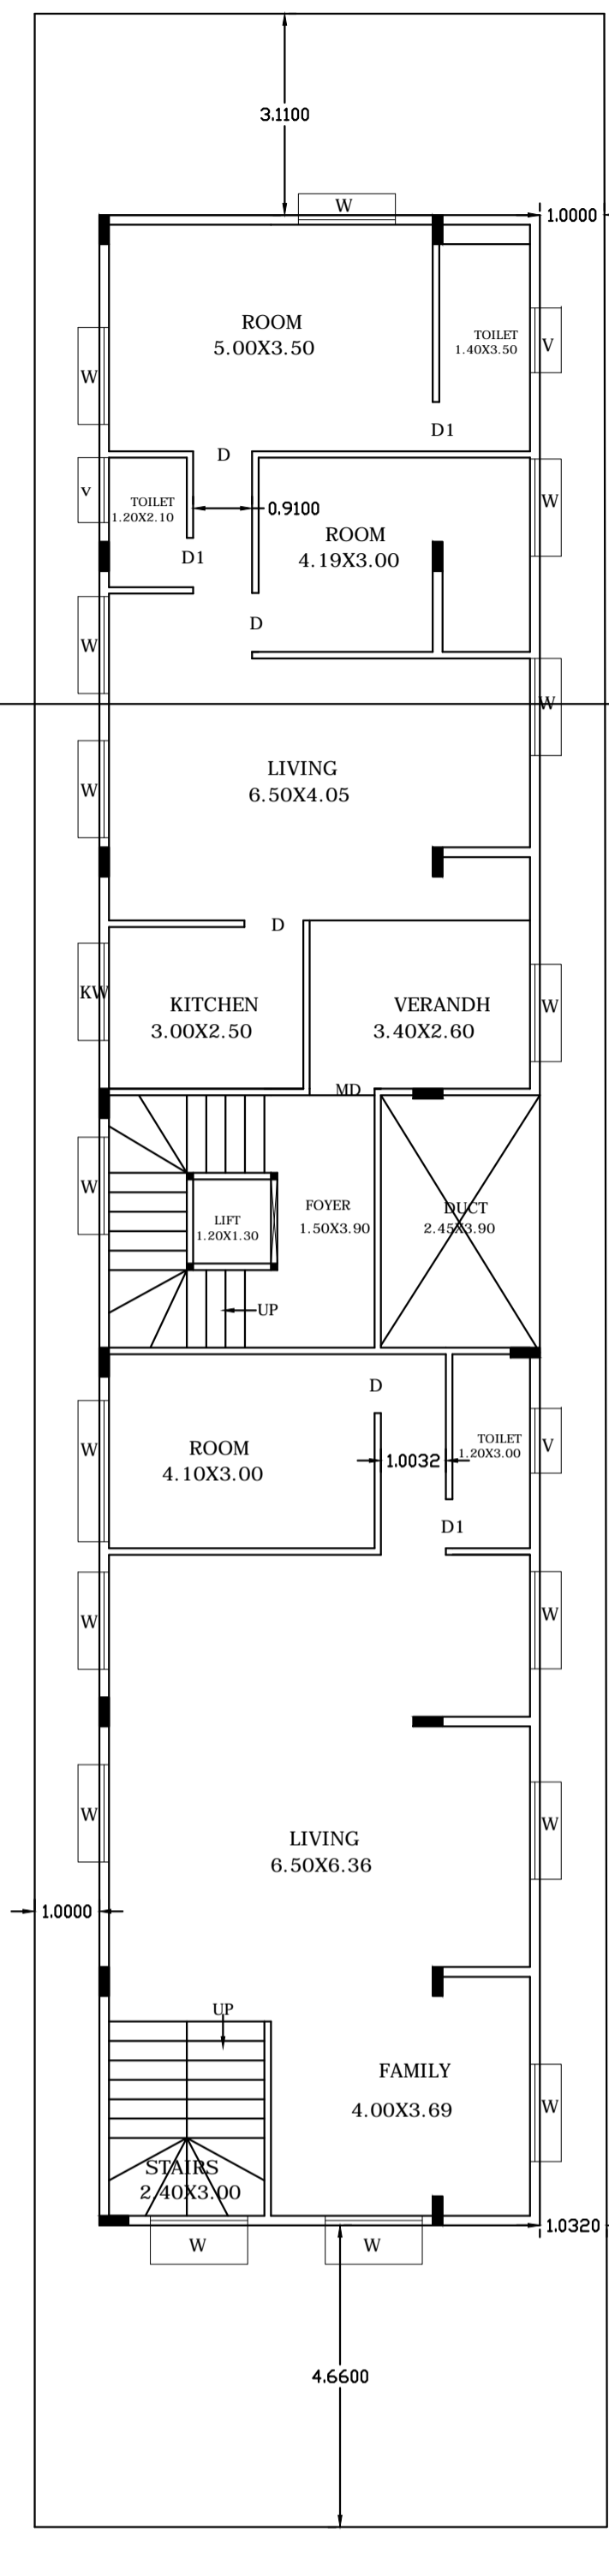 3.1100
W
1.0000
ROOM
5.00X3.50
TOILET
1.40X3.50
V
W
D1
D
v
TOILET
1.20X2.10
0.9100
W
ROOM
4.19X3.00
D1
D
W
W
LIVING
6.50X4.05
W
D
KW
KITCHEN
3.00X2.50
VERANDH
3.40X2.60
W
MD
W
LIFT
1.20X1.30
FOYER
1.50X3.90
DUCT
2.45X3.90
UP
D
W
ROOM
4.10X3.00
1.0032
TOILET
1.20X3.00
V
D1
W
W
W
LIVING
6.50X6.36
W
1.0000
UP
FAMILY
4.00X3.69
W
STAIRS
2.40X3.00
W
W
1.0320
4.6600